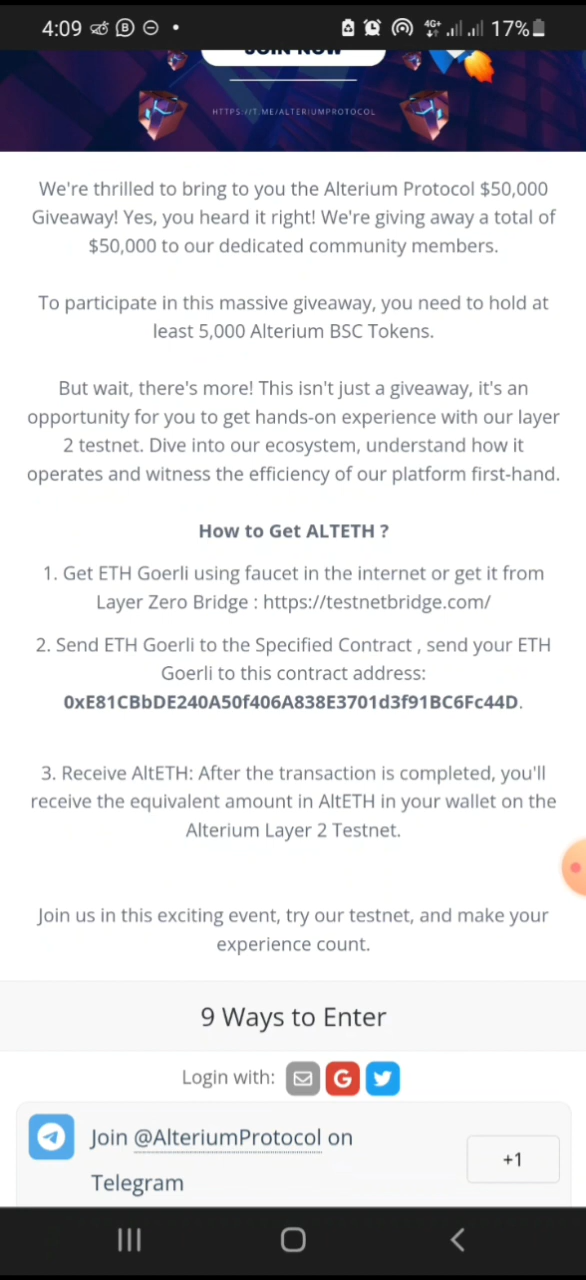 4:09
4G+
17%
JOIN NOW
HTTPS://T.ME/ALTERIUMPROTOCOL
We're thrilled to bring to you the Alterium Protocol $50,000
Giveaway! Yes, you heard it right! We're giving away a total of
$50,000 to our dedicated community members.
To participate in this massive giveaway, you need to hold at
least 5,000 Alterium BSC Tokens.
But wait, there's more! This isn't just a giveaway, it's an
opportunity for you to get hands-on experience with our layer
2 testnet. Dive into our ecosystem, understand how it
operates and witness the efficiency of our platform first-hand.
How to Get ALTETH ?
1. Get ETH Goerli using faucet in the internet or get it from
Layer Zero Bridge : https://testnetbridge.com/
2. Send ETH Goerli to the Specified Contract , send your ETH
Goerli to this contract address:
0xE81CBbDE240A50f406A838E3701d3f91BC6Fc44D.
3. Receive AltETH: After the transaction is completed, you'll
receive the equivalent amount in AltETH in your wallet on the
Alterium Layer 2 Testnet.
Join us in this exciting event, try our testnet, and make your
experience count.
9 Ways to Enter
Login with:
Join @AlteriumProtocol on
Telegram
+1